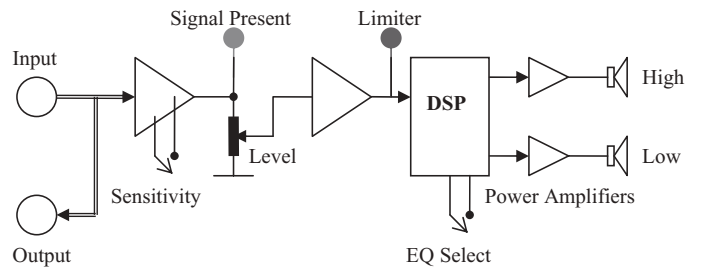 Signal Present
Limiter
Input
High
DSP
Level
Low
Sensitivity
Power Amplifiers
Output
EQ Select